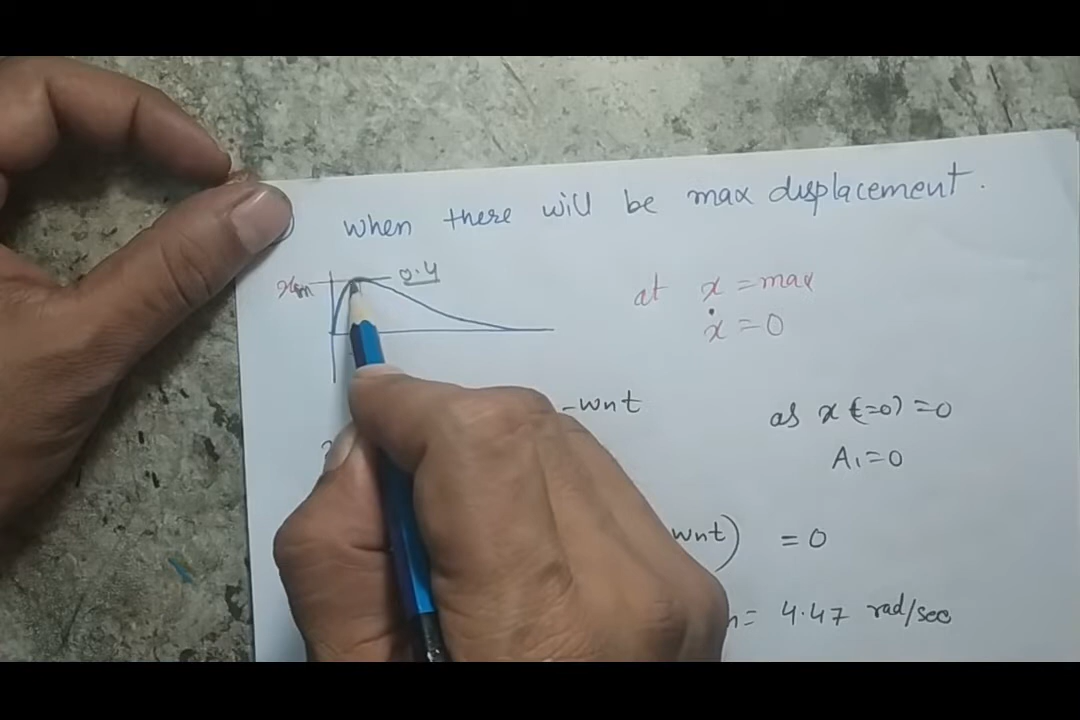 when there will be max displacement.
xm 0.4
at x = max
ẋ = 0
-wnt
as x (t=0) = 0
A1 = 0
wnt) = 0
n = 4.47 rad/sec